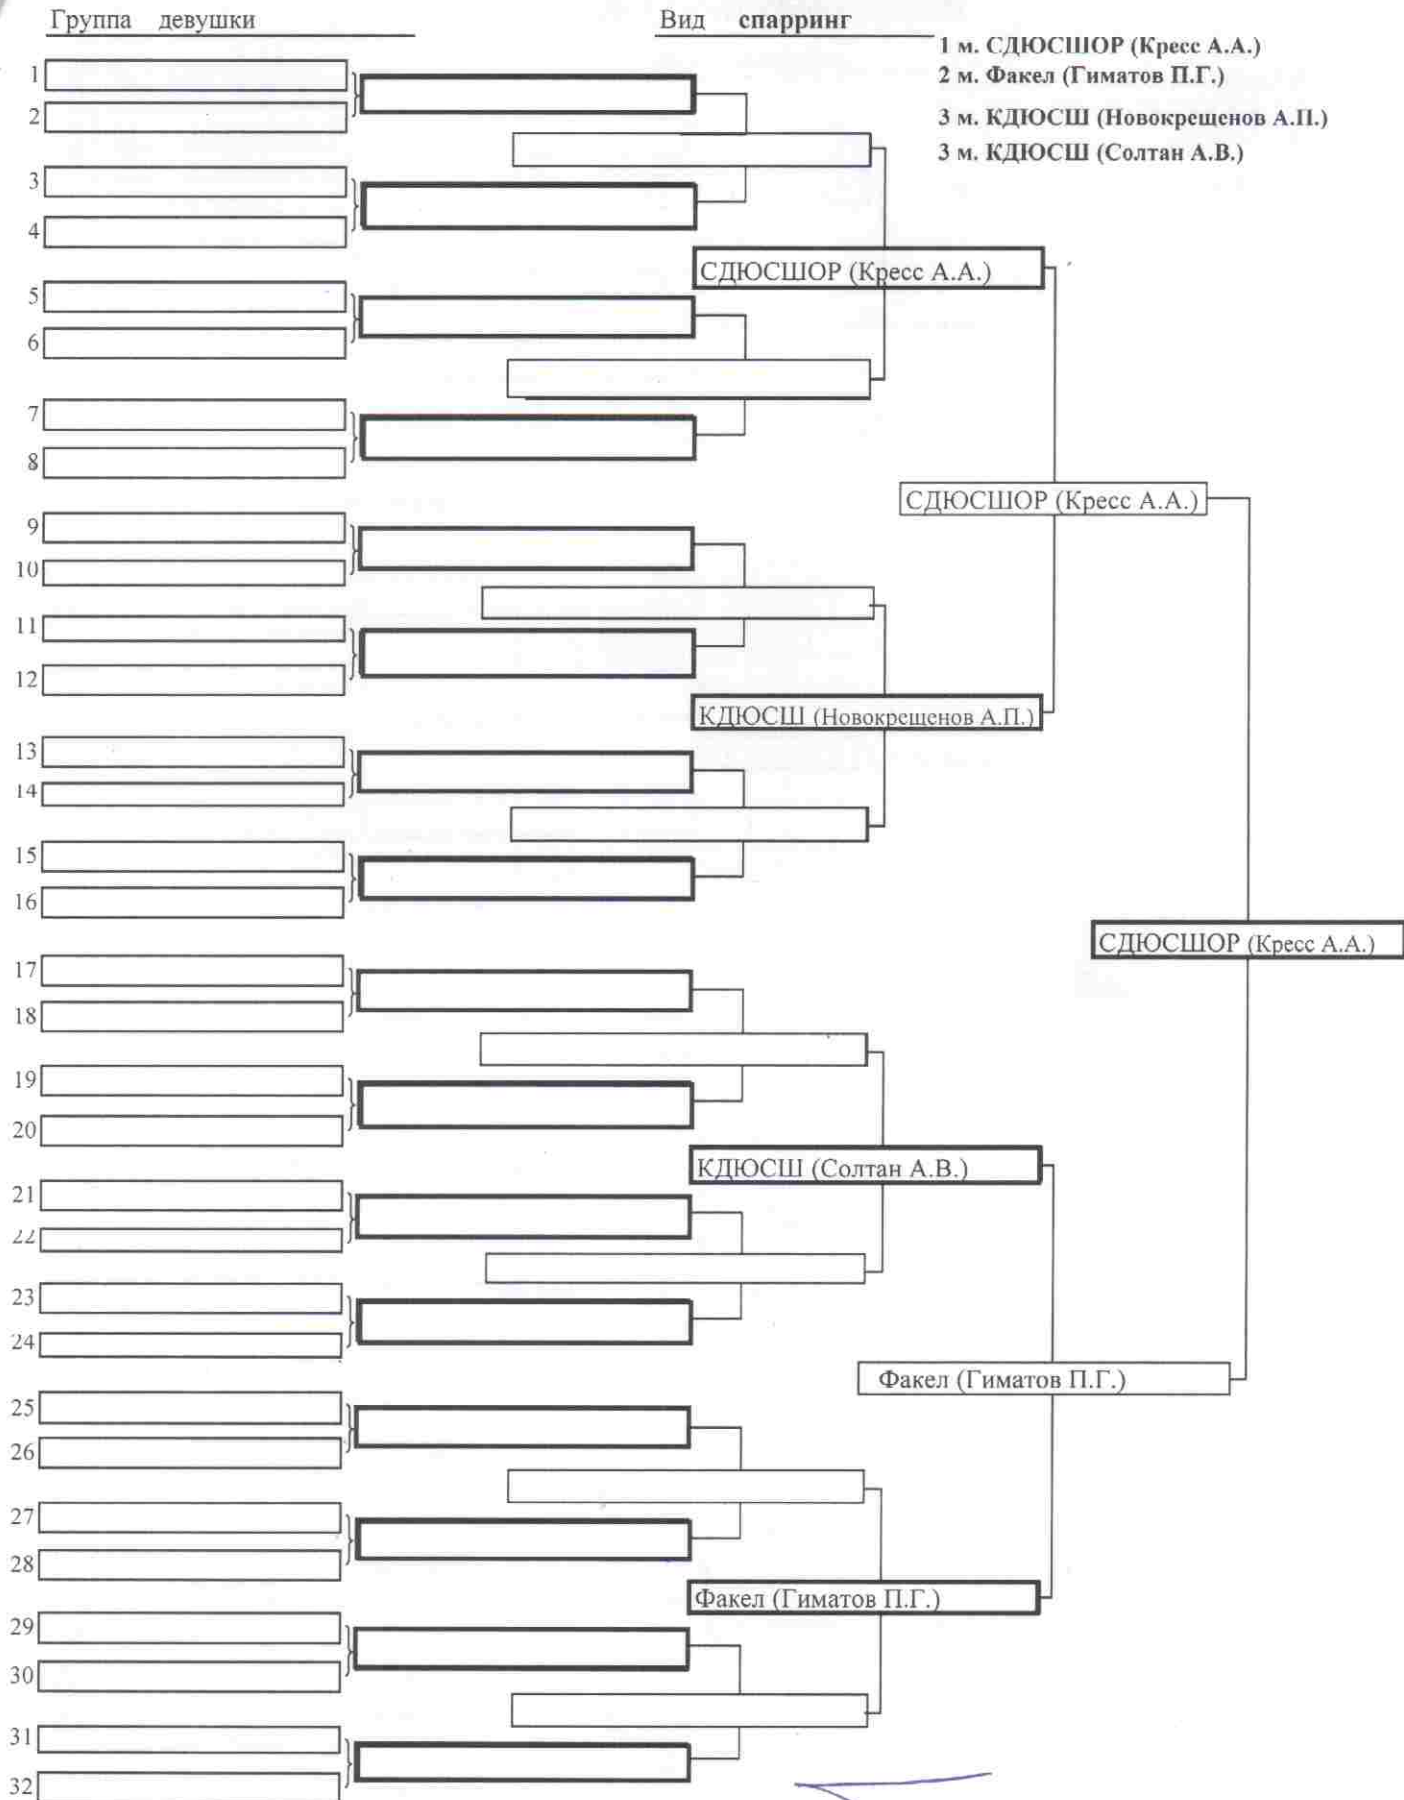 Группа девушки
Вид спарринг
1 м. СДЮСШОР (Кресс А.А.)
2 м. Факел (Гиматов П.Г.)
3 м. КДЮСШ (Новокрещенов А.П.)
3 м. КДЮСШ (Солтан А.В.)
1
2
3
4
СДЮСШОР (Кресс А.А.)
5
6
7
8
СДЮСШОР (Кресс А.А.)
9
10
11
12
КДЮСШ (Новокрещенов А.П.)
13
14
15
16
СДЮСШОР (Кресс А.А.)
17
18
19
20
КДЮСШ (Солтан А.В.)
21
22
23
24
Факел (Гиматов П.Г.)
25
26
27
28
Факел (Гиматов П.Г.)
29
30
31
32